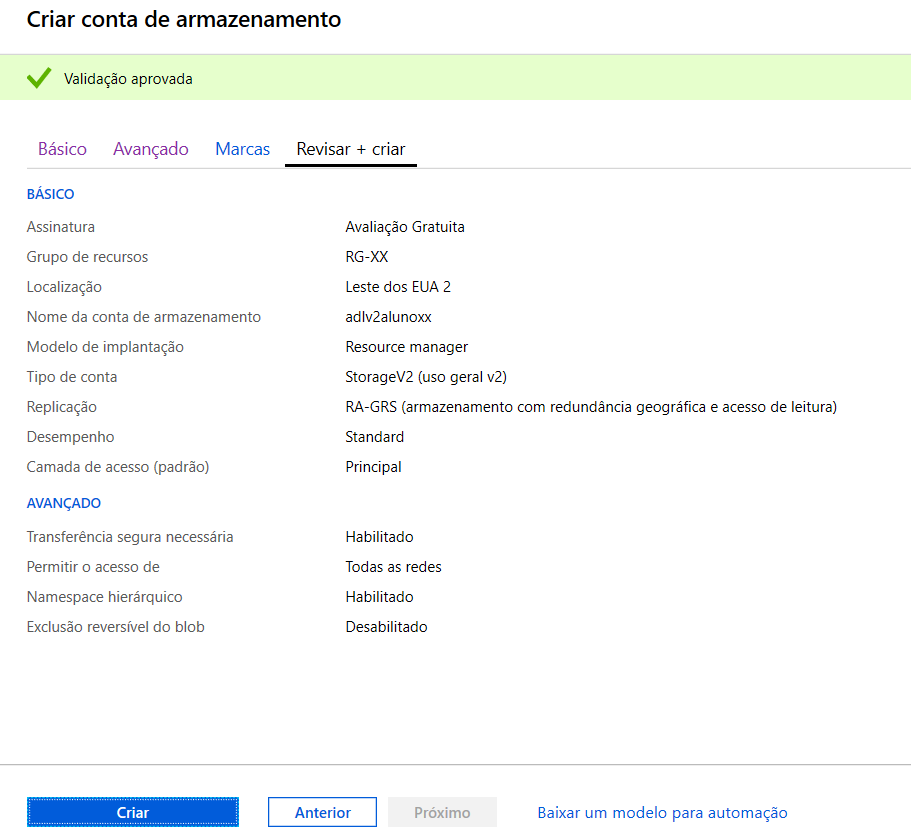 Criar conta de armazenamento
Validação aprovada
Básico Avançado Marcas Revisar + criar
BÁSICO
Assinatura Avaliação Gratuita
Grupo de recursos RG-XX
Localização Leste dos EUA 2
Nome da conta de armazenamento adlv2alunoxx
Modelo de implantação Resource manager
Tipo de conta StorageV2 (uso geral v2)
Replicação RA-GRS (armazenamento com redundância geográfica e acesso de leitura)
Desempenho Standard
Camada de acesso (padrão) Principal
AVANÇADO
Transferência segura necessária Habilitado
Permitir o acesso de Todas as redes
Namespace hierárquico Habilitado
Exclusão reversível do blob Desabilitado
Criar Anterior Próximo Baixar um modelo para automação